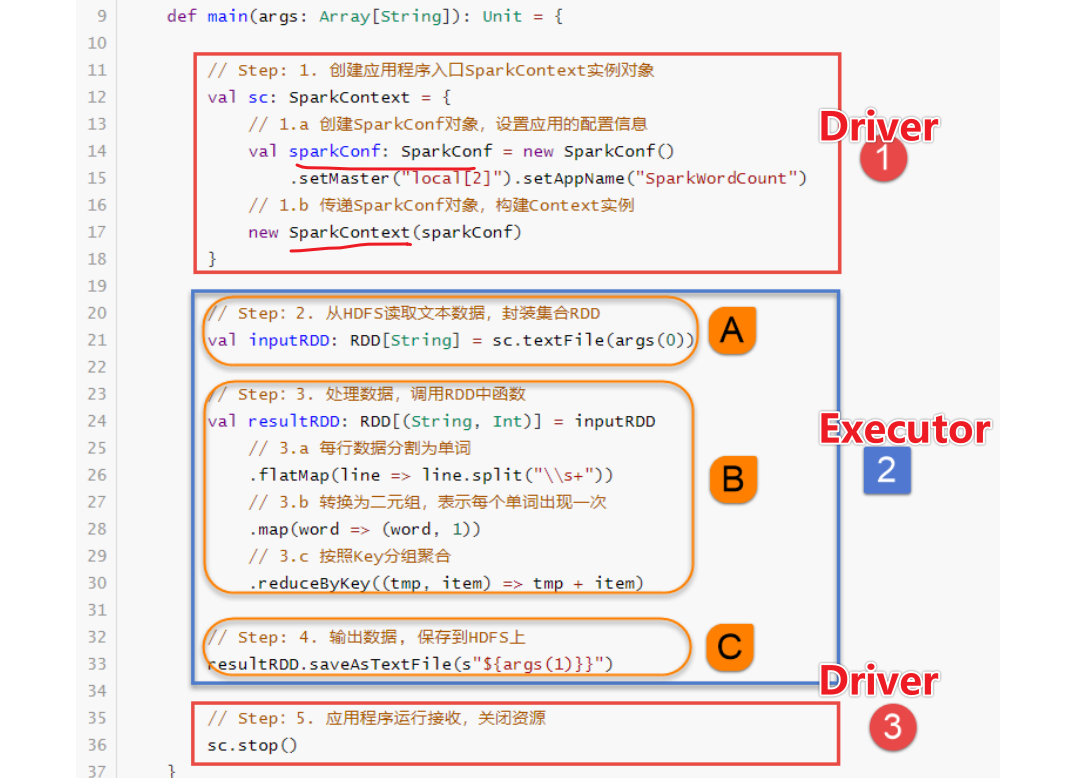 9 def main(args: Array[String]): Unit = {
10
11 // Step: 1. 创建应用程序入口SparkContext实例对象
12 val sc: SparkContext = {
13 // 1.a 创建SparkConf对象，设置应用的配置信息
Driver
14 val sparkConf: SparkConf = new SparkConf()
1
15 .setMaster("local[2]").setAppName("SparkWordCount")
16 // 1.b 传递SparkConf对象，构建Context实例
17 new SparkContext(sparkConf)
18 }
19
20 // Step: 2. 从HDFS读取文本数据，封装集合RDD
A
21 val inputRDD: RDD[String] = sc.textFile(args(0))
22
23 // Step: 3. 处理数据，调用RDD中函数
24 val resultRDD: RDD[(String, Int)] = inputRDD
Executor
25 // 3.a 每行数据分割为单词
26 .flatMap(line => line.split("\\s+"))
B
2
27 // 3.b 转换为二元组，表示每个单词出现一次
28 .map(word => (word, 1))
29 // 3.c 按照Key分组聚合
30 .reduceByKey((tmp, item) => tmp + item)
31
32 // Step: 4. 输出数据，保存到HDFS上
C
33 resultRDD.saveAsTextFile(s"${args(1)}}")
Driver
34
35 // Step: 5. 应用程序运行接收，关闭资源
3
36 sc.stop()
37 }